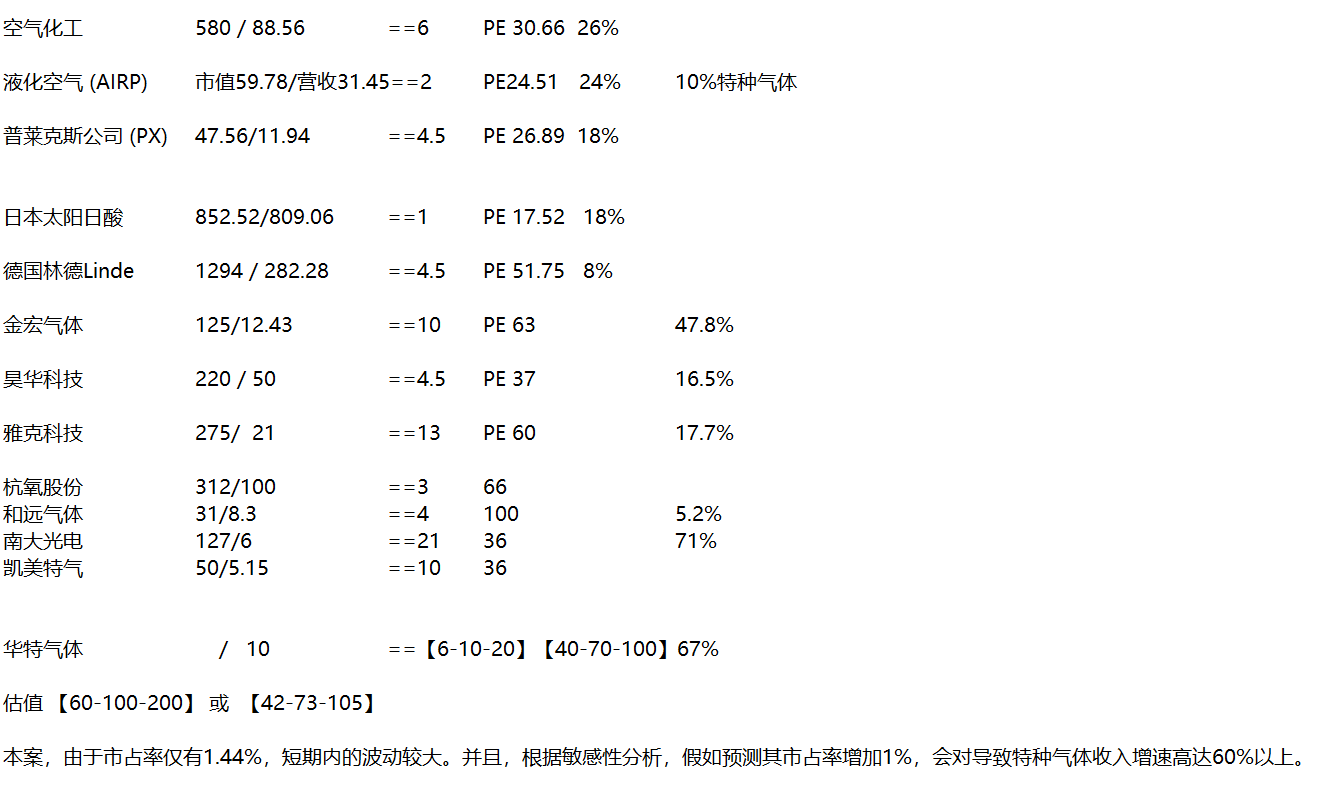 空气化工 580 / 88.56 ==6 PE 30.66 26%
液化空气 (AIRP) 市值59.78/营收31.45==2 PE24.51 24% 10%特种气体
普莱克斯公司 (PX) 47.56/11.94 ==4.5 PE 26.89 18%
日本太阳日酸 852.52/809.06 ==1 PE 17.52 18%
德国林德Linde 1294 / 282.28 ==4.5 PE 51.75 8%
金宏气体 125/12.43 ==10 PE 63 47.8%
昊华科技 220 / 50 ==4.5 PE 37 16.5%
雅克科技 275/ 21 ==13 PE 60 17.7%
杭氧股份 312/100 ==3 66
和远气体 31/8.3 ==4 100 5.2%
南大光电 127/6 ==21 36 71%
凯美特气 50/5.15 ==10 36
华特气体 / 10 ==【6-10-20】【40-70-100】67%
估值 【60-100-200】 或 【42-73-105】
本案，由于市占率仅有1.44%，短期内的波动较大。并且，根据敏感性分析，假如预测其市占率增加1%，会对导致特种气体收入增速高达60%以上。